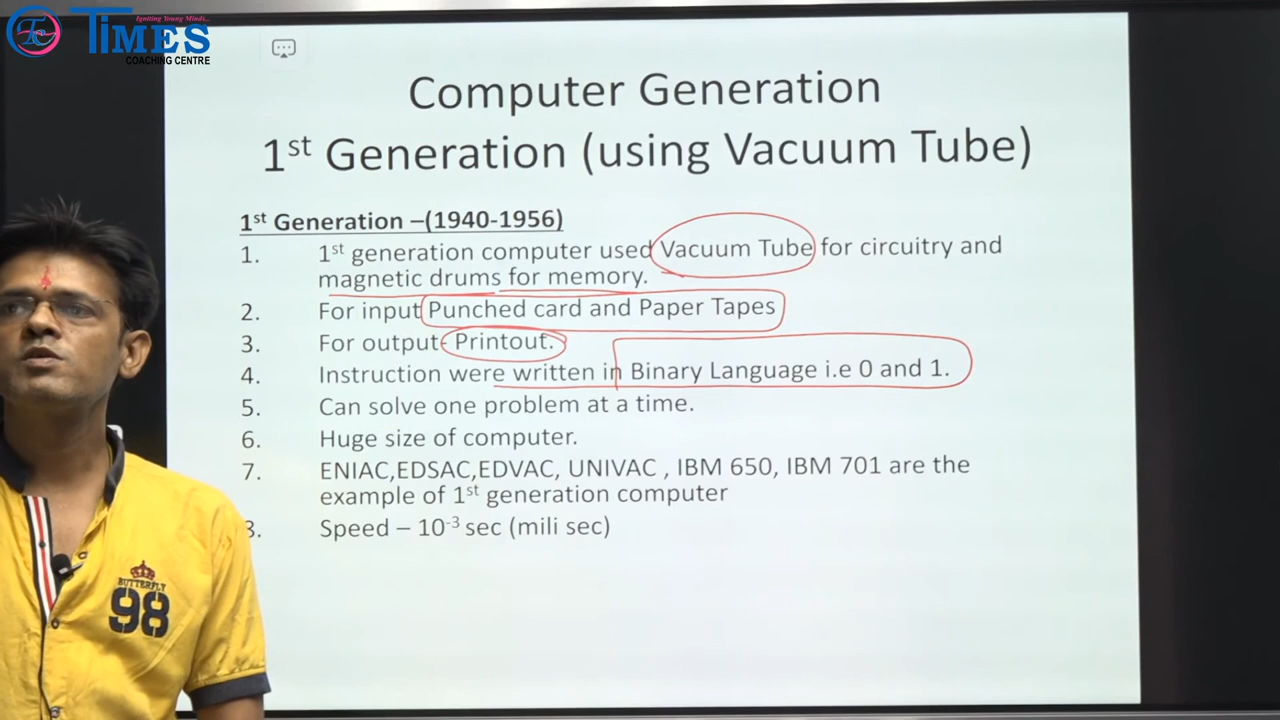 Igniting Young Minds...
TIMES
COACHING CENTRE
Computer Generation
1st Generation (using Vacuum Tube)
1st Generation –(1940-1956)
1. 1st generation computer used Vacuum Tube for circuitry and
magnetic drums for memory.
2. For input Punched card and Paper Tapes
3. For output- Printout.
4. Instruction were written in Binary Language i.e 0 and 1.
5. Can solve one problem at a time.
6. Huge size of computer.
7. ENIAC,EDSAC,EDVAC, UNIVAC , IBM 650, IBM 701 are the
example of 1st generation computer
8. Speed – 10-3 sec (mili sec)
BUTTERFLY
98